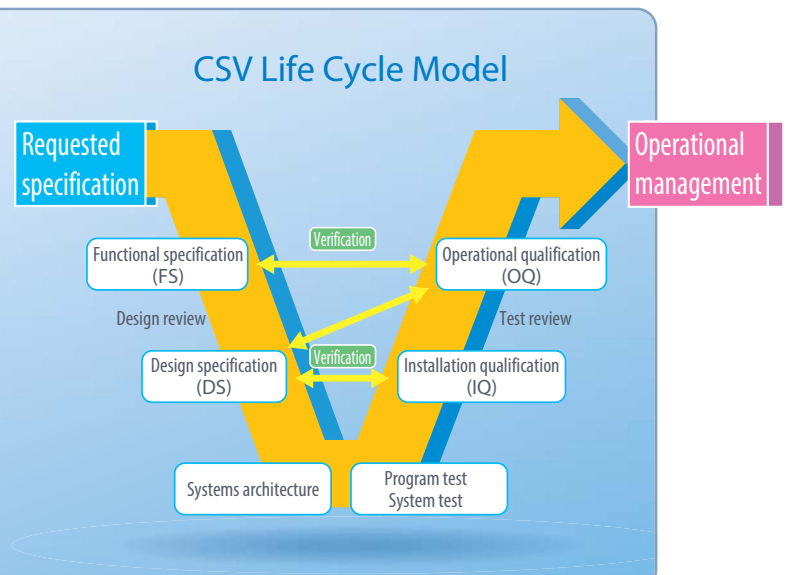 CSV Life Cycle Model
Requested
specification
Operational
management
Verification
Functional specification
(FS)
Operational qualification
(OQ)
Design review
Test review
Verification
Design specification
(DS)
Installation qualification
(IQ)
Systems architecture
Program test
System test